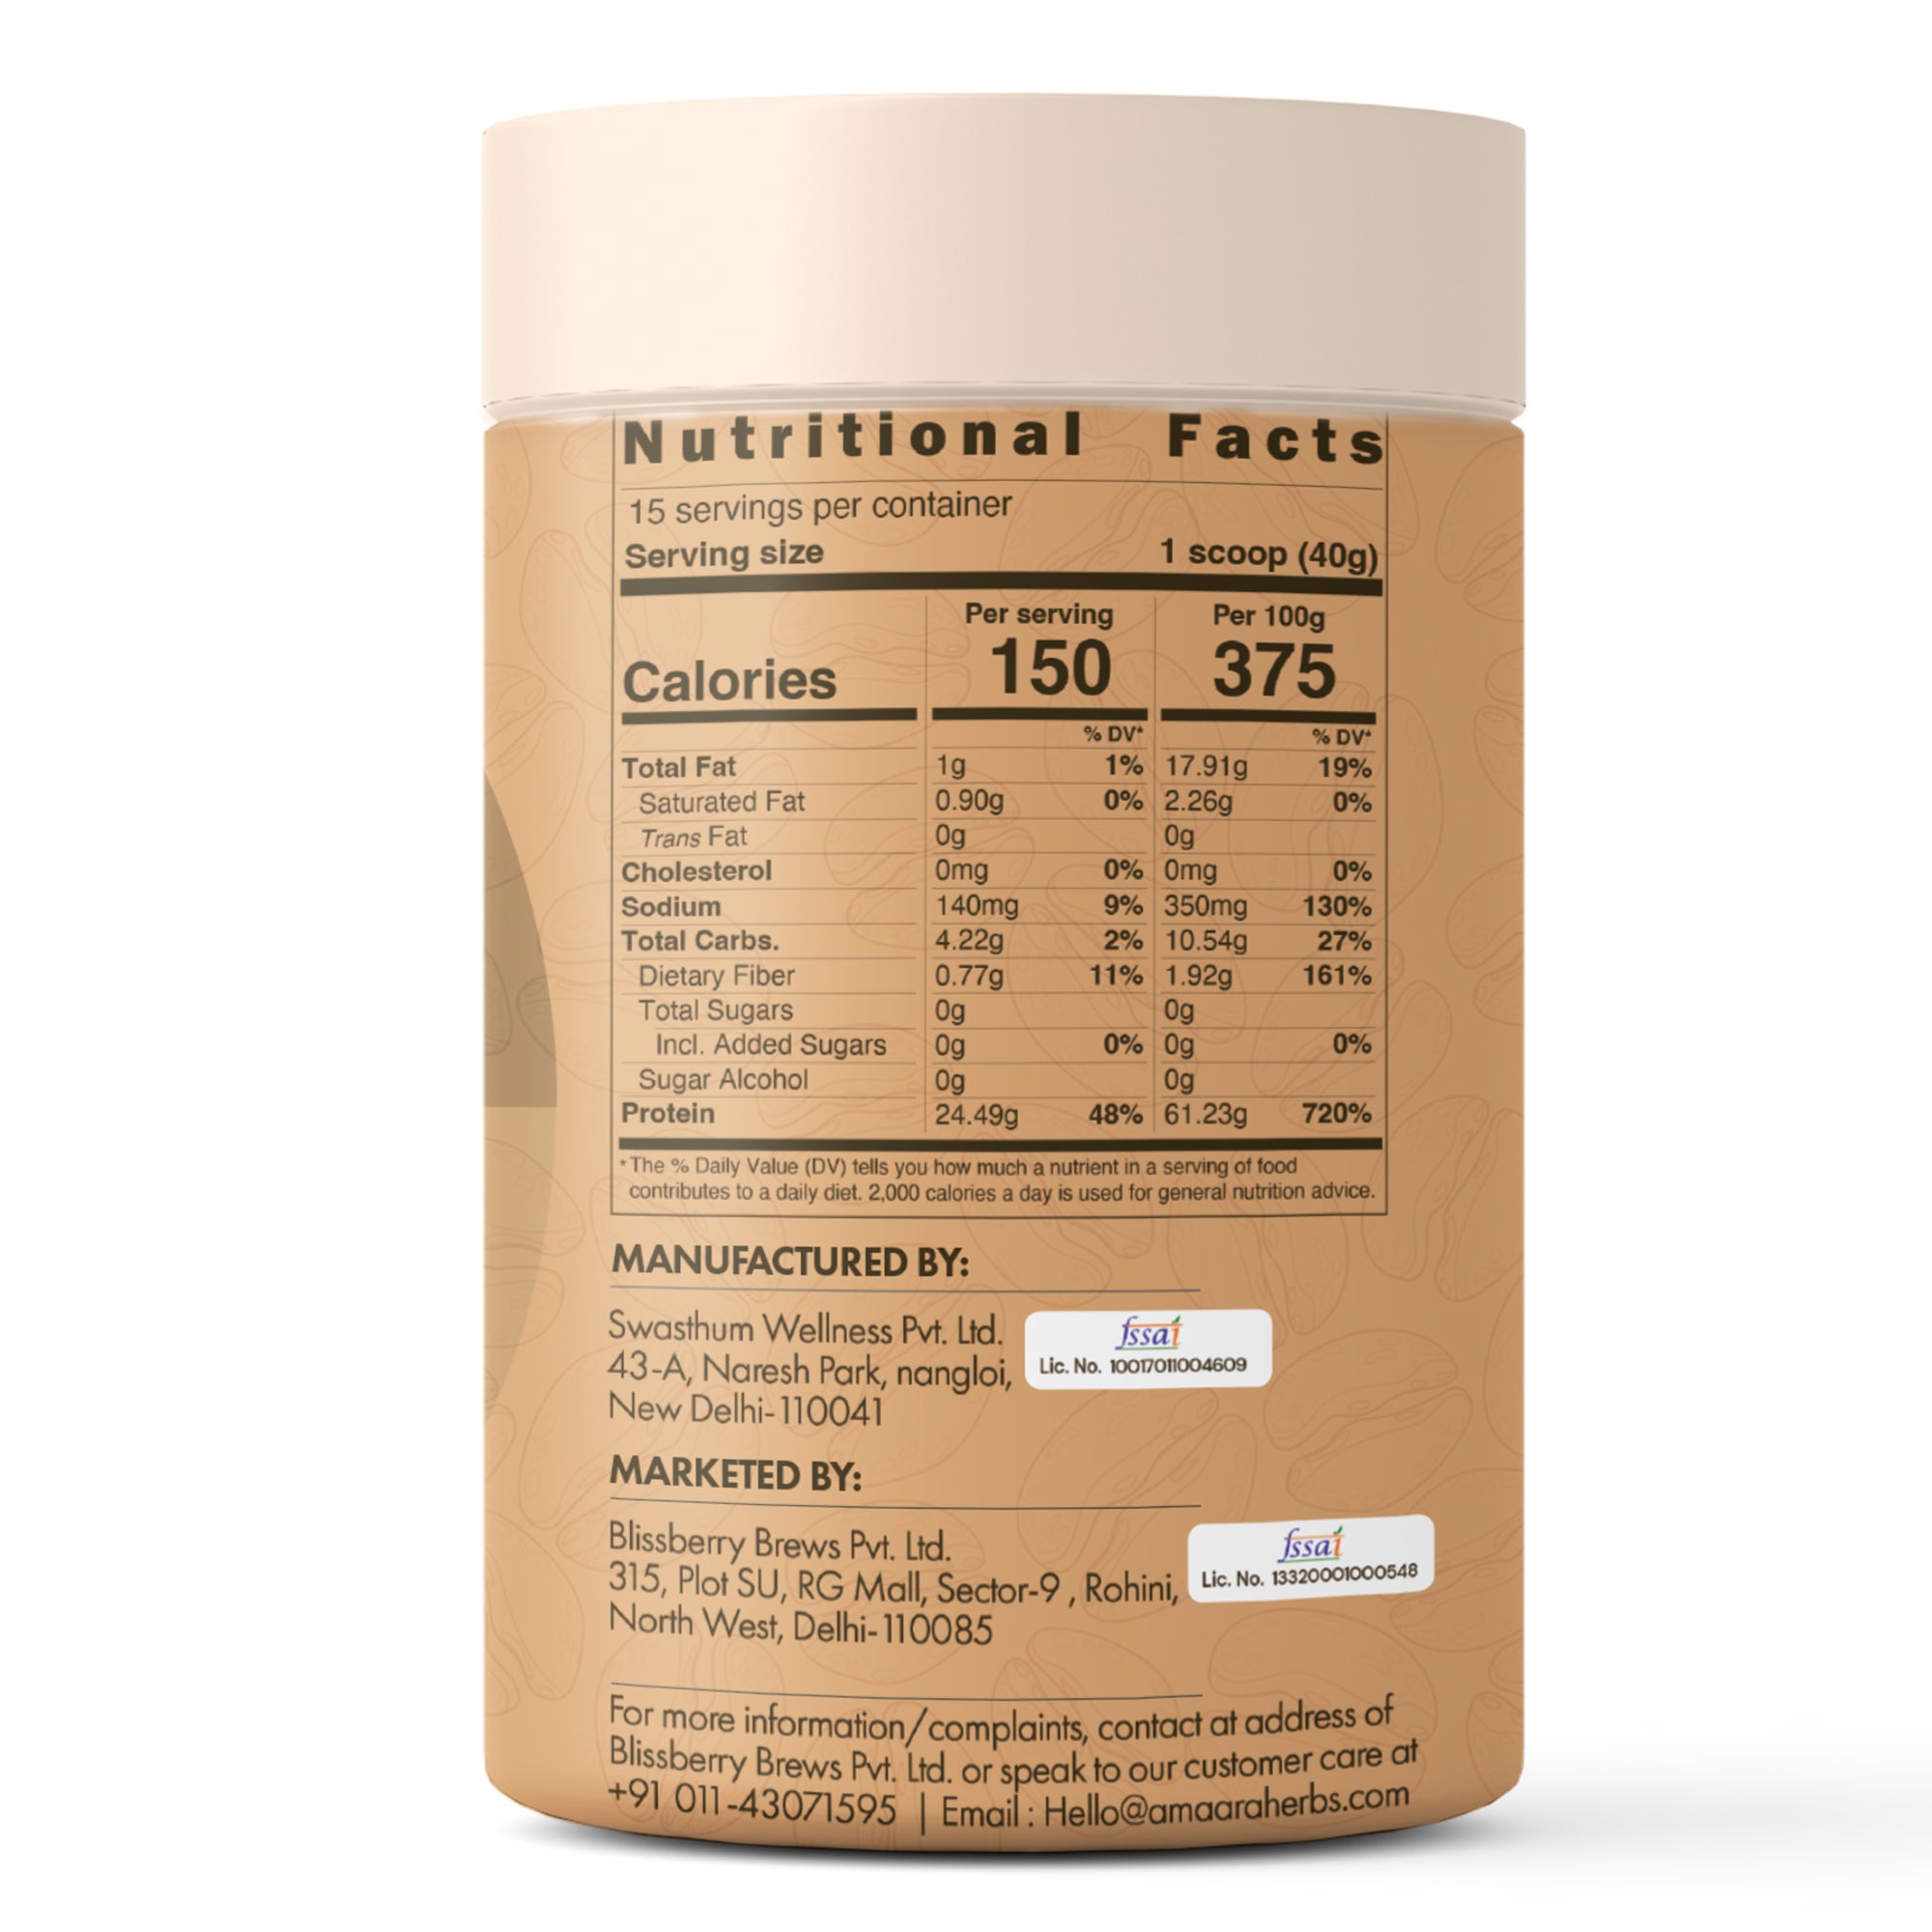 Nutritional Facts
15 servings per container
Serving size 1 scoop (40g)
Per serving Per 100g
Calories 150 375
% DV* % DV*
Total Fat 1g 1% 17.91g 19%
Saturated Fat 0.90g 0% 2.26g 0%
Trans Fat 0g 0g
Cholesterol 0mg 0% 0mg 0%
Sodium 140mg 9% 350mg 130%
Total Carbs. 4.22g 2% 10.54g 27%
Dietary Fiber 0.77g 11% 1.92g 161%
Total Sugars 0g 0g
Incl. Added Sugars 0g 0% 0g 0%
Sugar Alcohol 0g 0g
Protein 24.49g 48% 61.23g 720%
*The % Daily Value (DV) tells you how much a nutrient in a serving of food
contributes to a daily diet. 2,000 calories a day is used for general nutrition advice.
MANUFACTURED BY:
Swasthum Wellness Pvt. Ltd.
43-A, Naresh Park, nangloi,
New Delhi-110041
fssai
Lic. No. 10017011004609
MARKETED BY:
Blissberry Brews Pvt. Ltd.
315, Plot SU, RG Mall, Sector-9 , Rohini,
North West, Delhi-110085
fssai
Lic. No. 13320001000548
For more information/complaints, contact at address of
Blissberry Brews Pvt. Ltd. or speak to our customer care at
+91 011-43071595 | Email : Hello@amaaraherbs.com